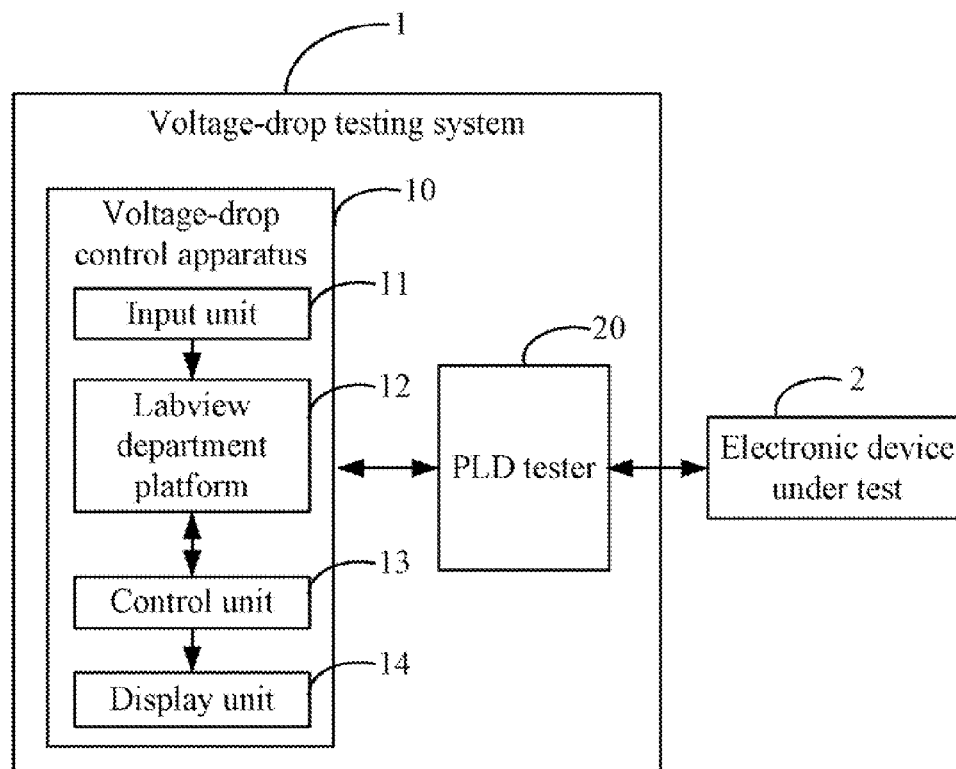 1
Voltage-drop testing system
10
Voltage-drop
control apparatus
11
Input unit
20
12
Labview
department
platform
2
PLD tester
Electronic device
under test
13
Control unit
14
Display unit